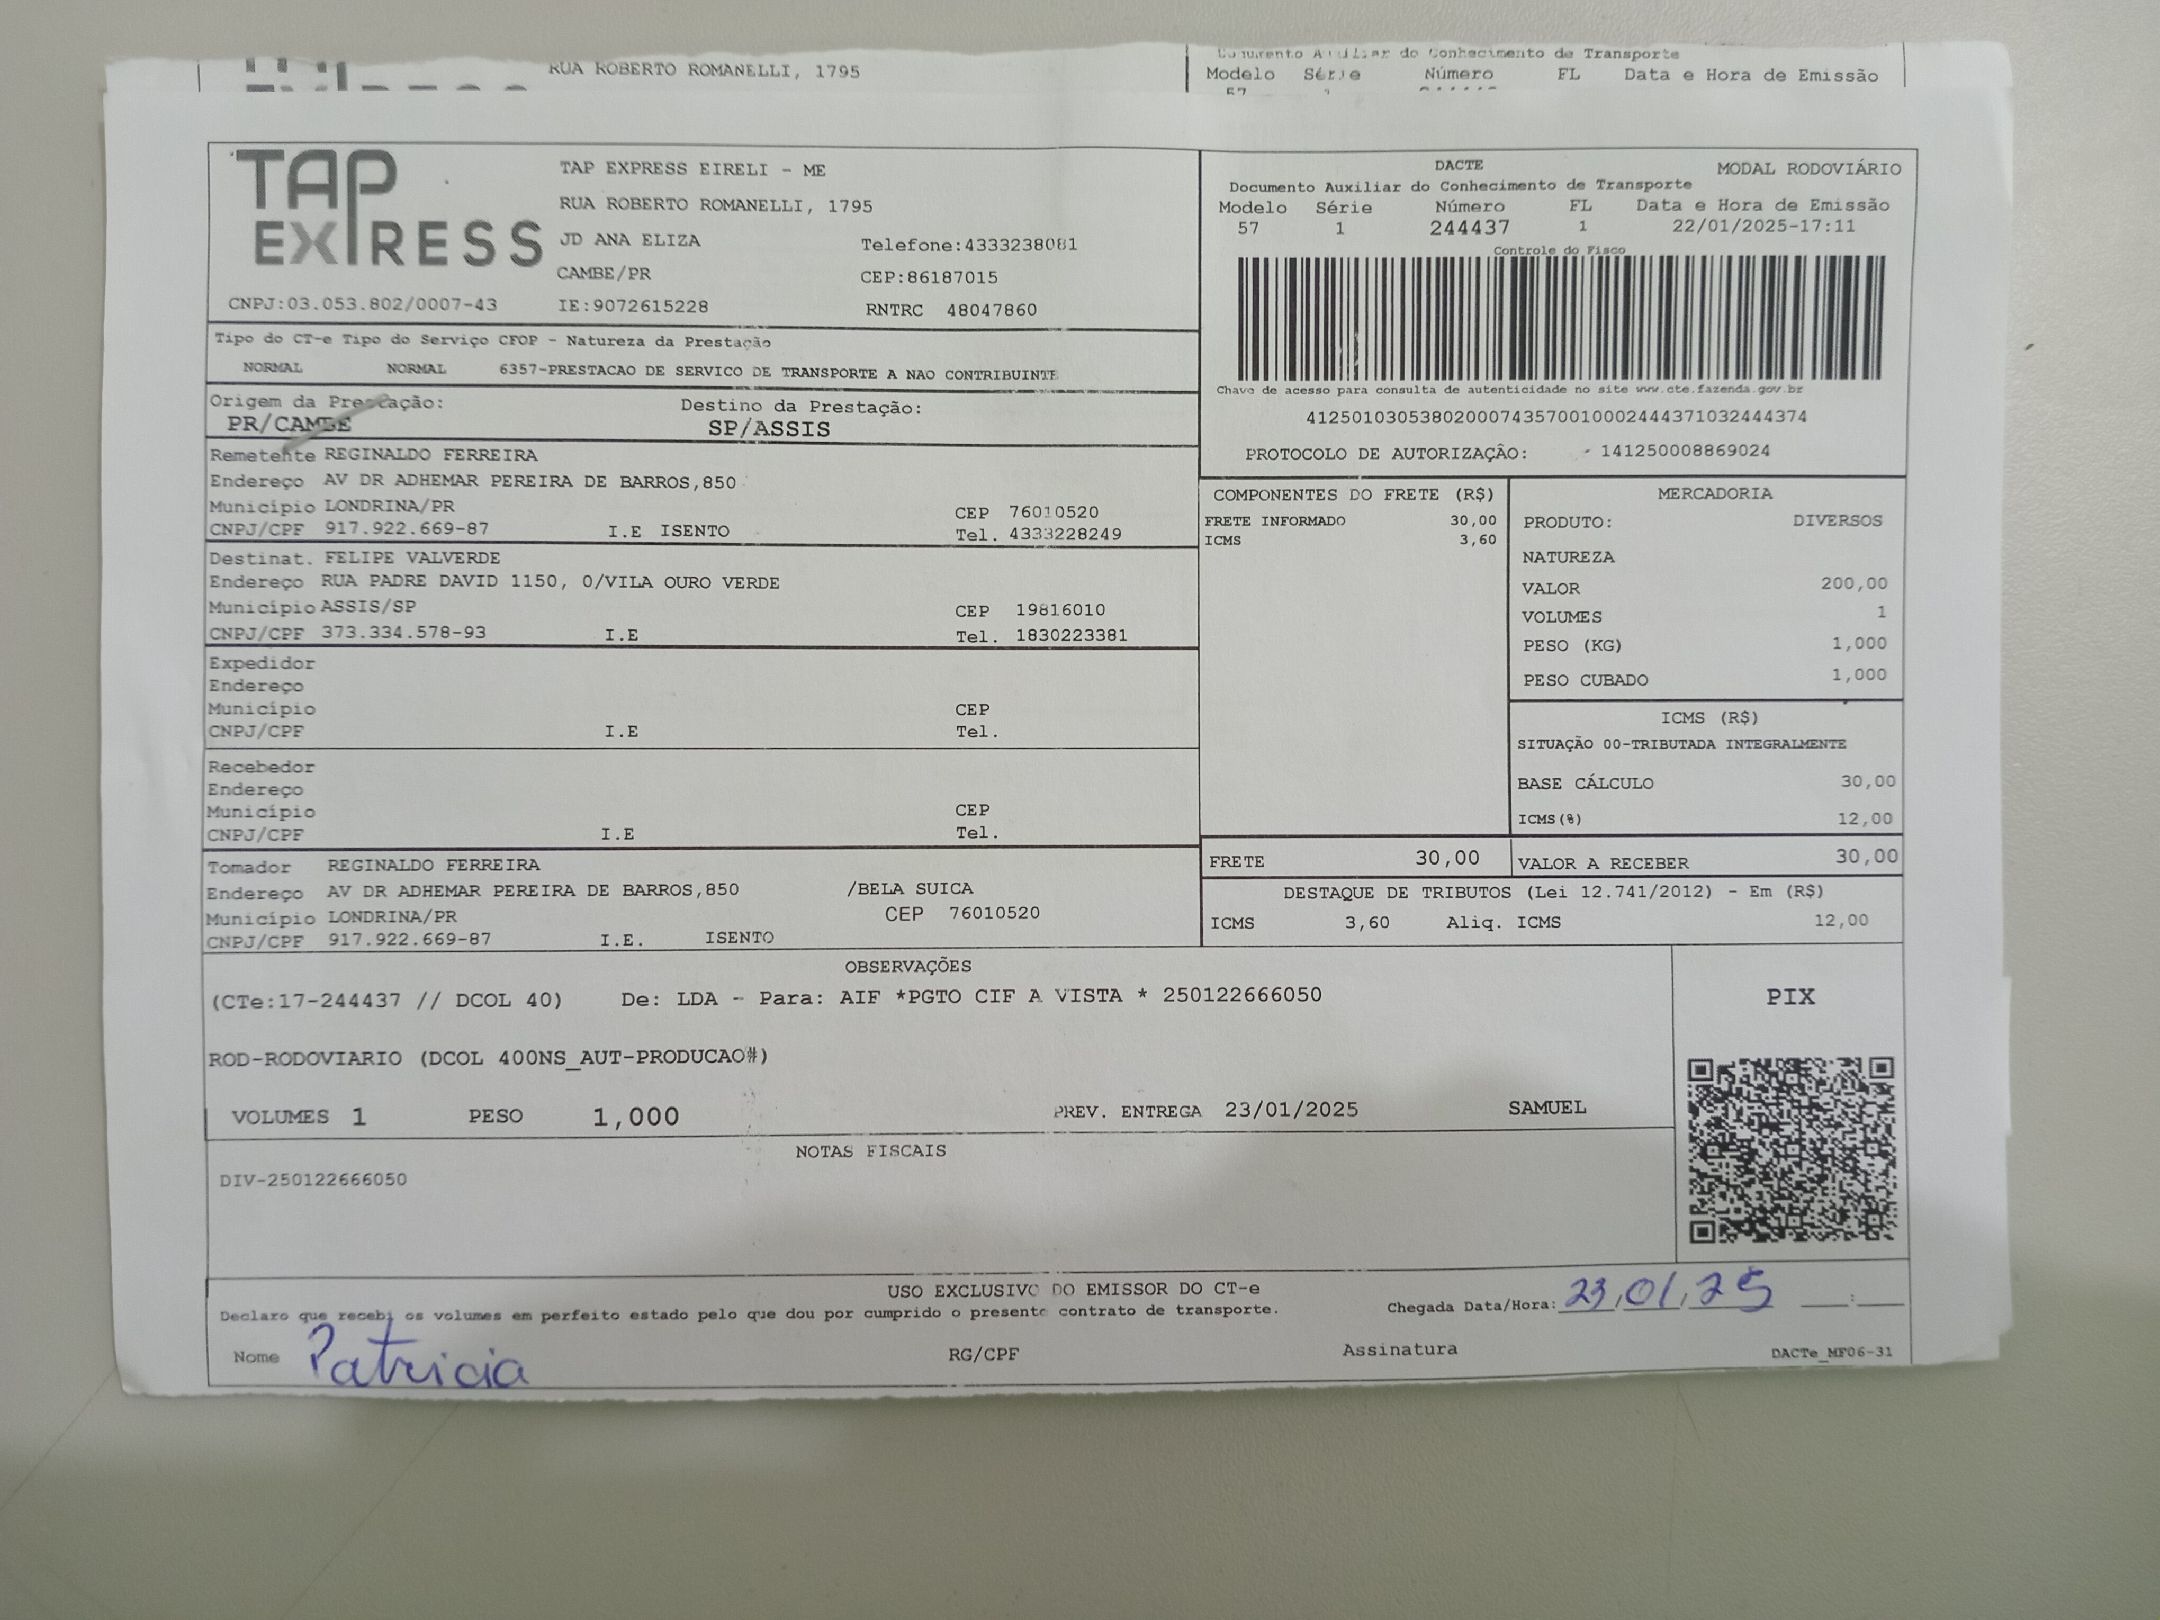 RUA ROBERTO ROMANELLI, 1795
Documento Auxiliar do Conhecimento de Transporte
Modelo Série Número FL Data e Hora de Emissão
57 1
TAP EXPRESS
TAP EXPRESS EIRELI - ME
RUA ROBERTO ROMANELLI, 1795
JD ANA ELIZA Telefone:4333238081
CAMBE/PR CEP:86187015
CNPJ:03.053.802/0007-43 IE:9072615228 RNTRC 48047860
DACTE MODAL RODOVIÁRIO
Documento Auxiliar do Conhecimento de Transporte
Modelo Série Número FL Data e Hora de Emissão
57 1 244437 1 22/01/2025-17:11
Controle do Fisco
Chave de acesso para consulta de autenticidade no site www.cte.fazenda.gov.br
41250103053802000743570010002444371032444374
PROTOCOLO DE AUTORIZAÇÃO: - 141250008869024
Tipo do CT-e Tipo do Serviço CFOP - Natureza da Prestação
NORMAL NORMAL 6357-PRESTACAO DE SERVICO DE TRANSPORTE A NAO CONTRIBUINTE
Origem da Prestação: Destino da Prestação:
PR/CAMBE SP/ASSIS
Remetente REGINALDO FERREIRA
Endereço AV DR ADHEMAR PEREIRA DE BARROS,850
Município LONDRINA/PR CEP 76010520
CNPJ/CPF 917.922.669-87 I.E ISENTO Tel. 4333228249
Destinat. FELIPE VALVERDE
Endereço RUA PADRE DAVID 1150, 0/VILA OURO VERDE
Município ASSIS/SP CEP 19816010
CNPJ/CPF 373.334.578-93 I.E Tel. 1830223381
Expedidor
Endereço
Município CEP
CNPJ/CPF I.E Tel.
Recebedor
Endereço
Município CEP
CNPJ/CPF I.E Tel.
Tomador REGINALDO FERREIRA
Endereço AV DR ADHEMAR PEREIRA DE BARROS,850 /BELA SUICA
Município LONDRINA/PR CEP 76010520
CNPJ/CPF 917.922.669-87 I.E. ISENTO
COMPONENTES DO FRETE (R$)
FRETE INFORMADO 30,00
ICMS 3,60
MERCADORIA
PRODUTO: DIVERSOS
NATUREZA
VALOR 200,00
VOLUMES 1
PESO (KG) 1,000
PESO CUBADO 1,000
ICMS (R$)
SITUAÇÃO 00-TRIBUTADA INTEGRALMENTE
BASE CÁLCULO 30,00
ICMS(%) 12,00
FRETE 30,00 VALOR A RECEBER 30,00
DESTAQUE DE TRIBUTOS (Lei 12.741/2012) - Em (R$)
ICMS 3,60 Aliq. ICMS 12,00
OBSERVAÇÕES
(CTe:17-244437 // DCOL 40) De: LDA - Para: AIF *PGTO CIF A VISTA * 250122666050
ROD-RODOVIARIO (DCOL 400NS_AUT-PRODUCAO#)
VOLUMES 1 PESO 1,000 PREV. ENTREGA 23/01/2025 SAMUEL
PIX
NOTAS FISCAIS
DIV-250122666050
USO EXCLUSIVO DO EMISSOR DO CT-e
Declaro que recebi os volumes em perfeito estado pelo que dou por cumprido o presente contrato de transporte. Chegada Data/Hora: 23,01,25 __:__
Nome Patricia RG/CPF Assinatura DACTe_MF06-31